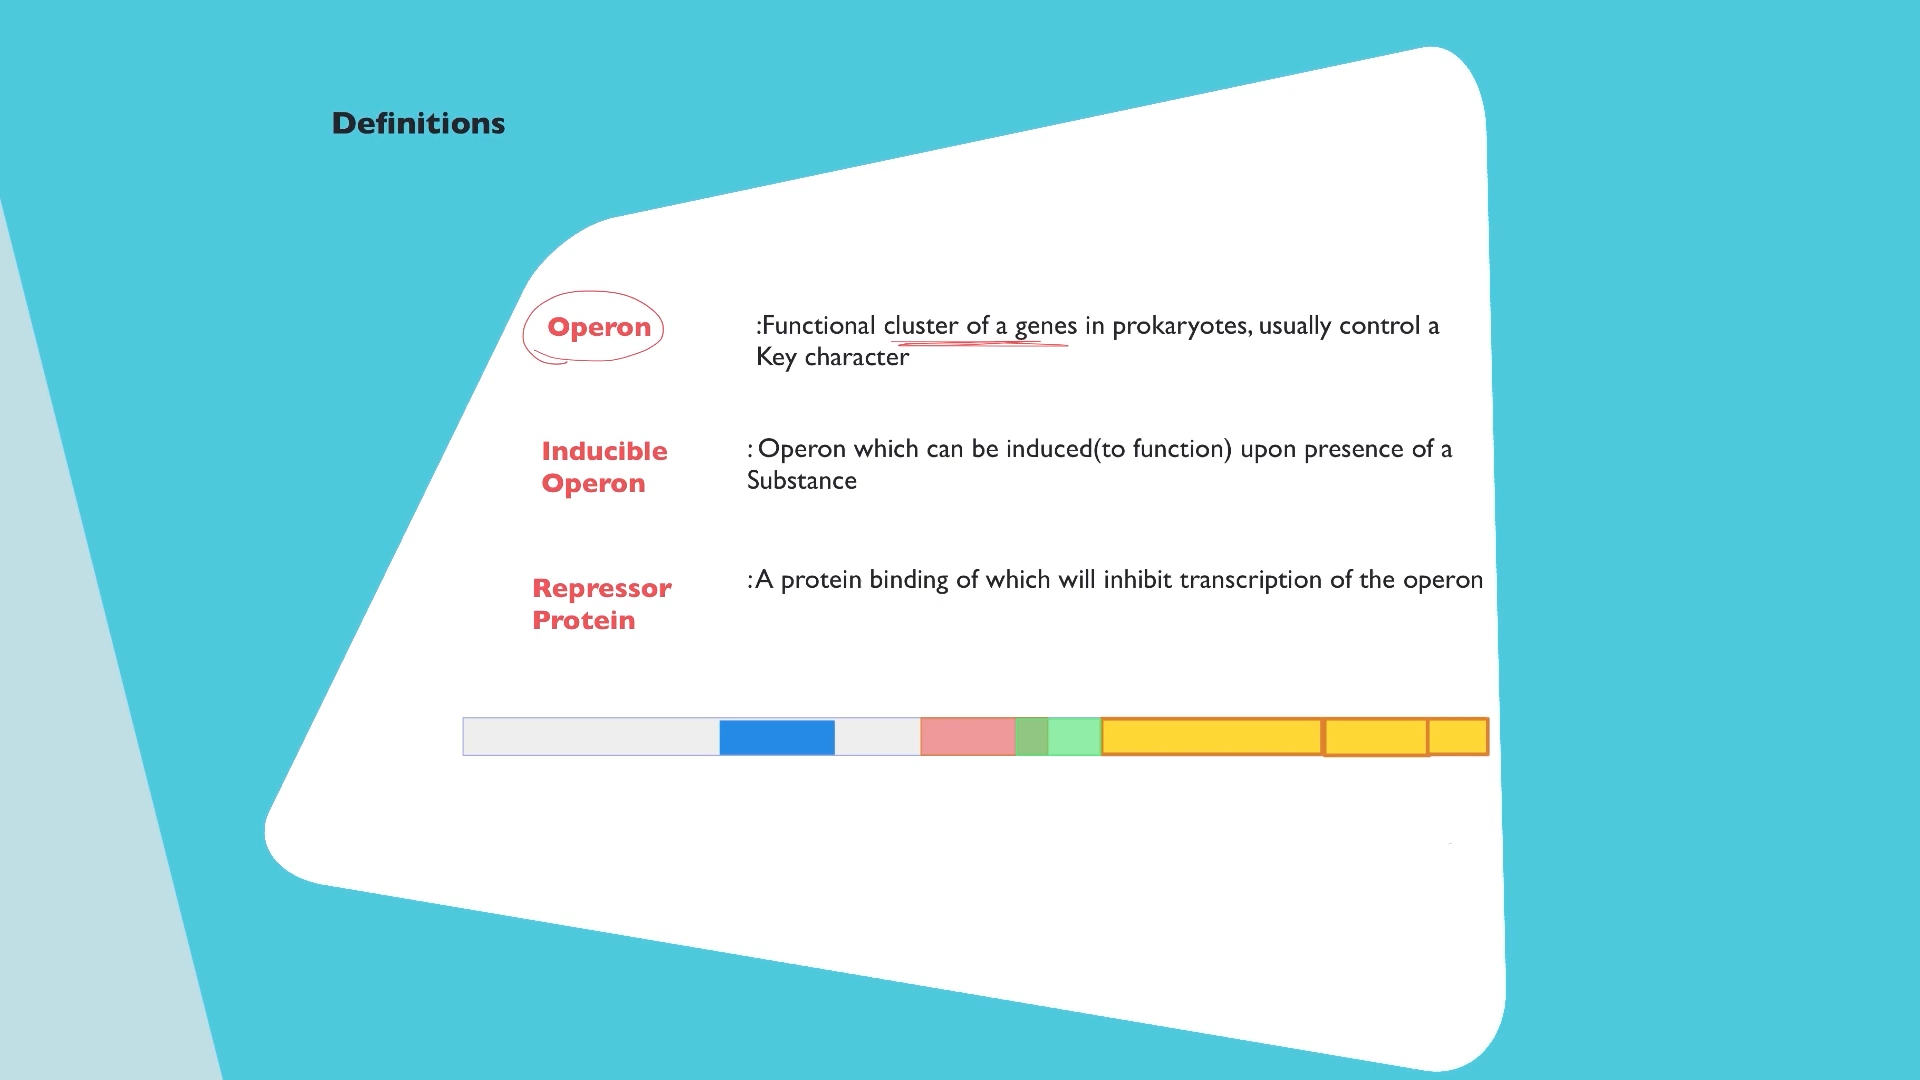 Definitions
Operon
:Functional cluster of a genes in prokaryotes, usually control a
Key character
Inducible
Operon
: Operon which can be induced(to function) upon presence of a
Substance
Repressor
Protein
:A protein binding of which will inhibit transcription of the operon